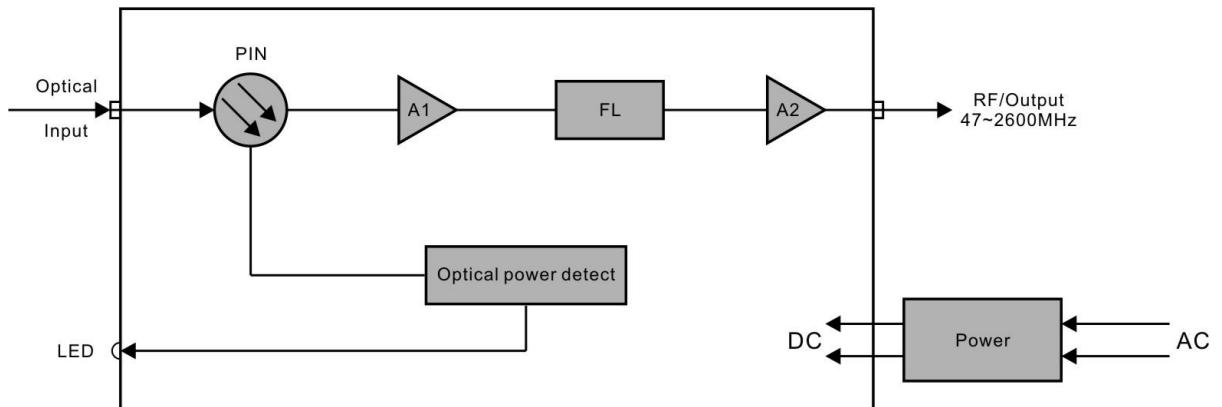 PIN
Optical
Input
A1
FL
A2
RF/Output
47~2600MHz
Optical power detect
LED
DC
Power
AC